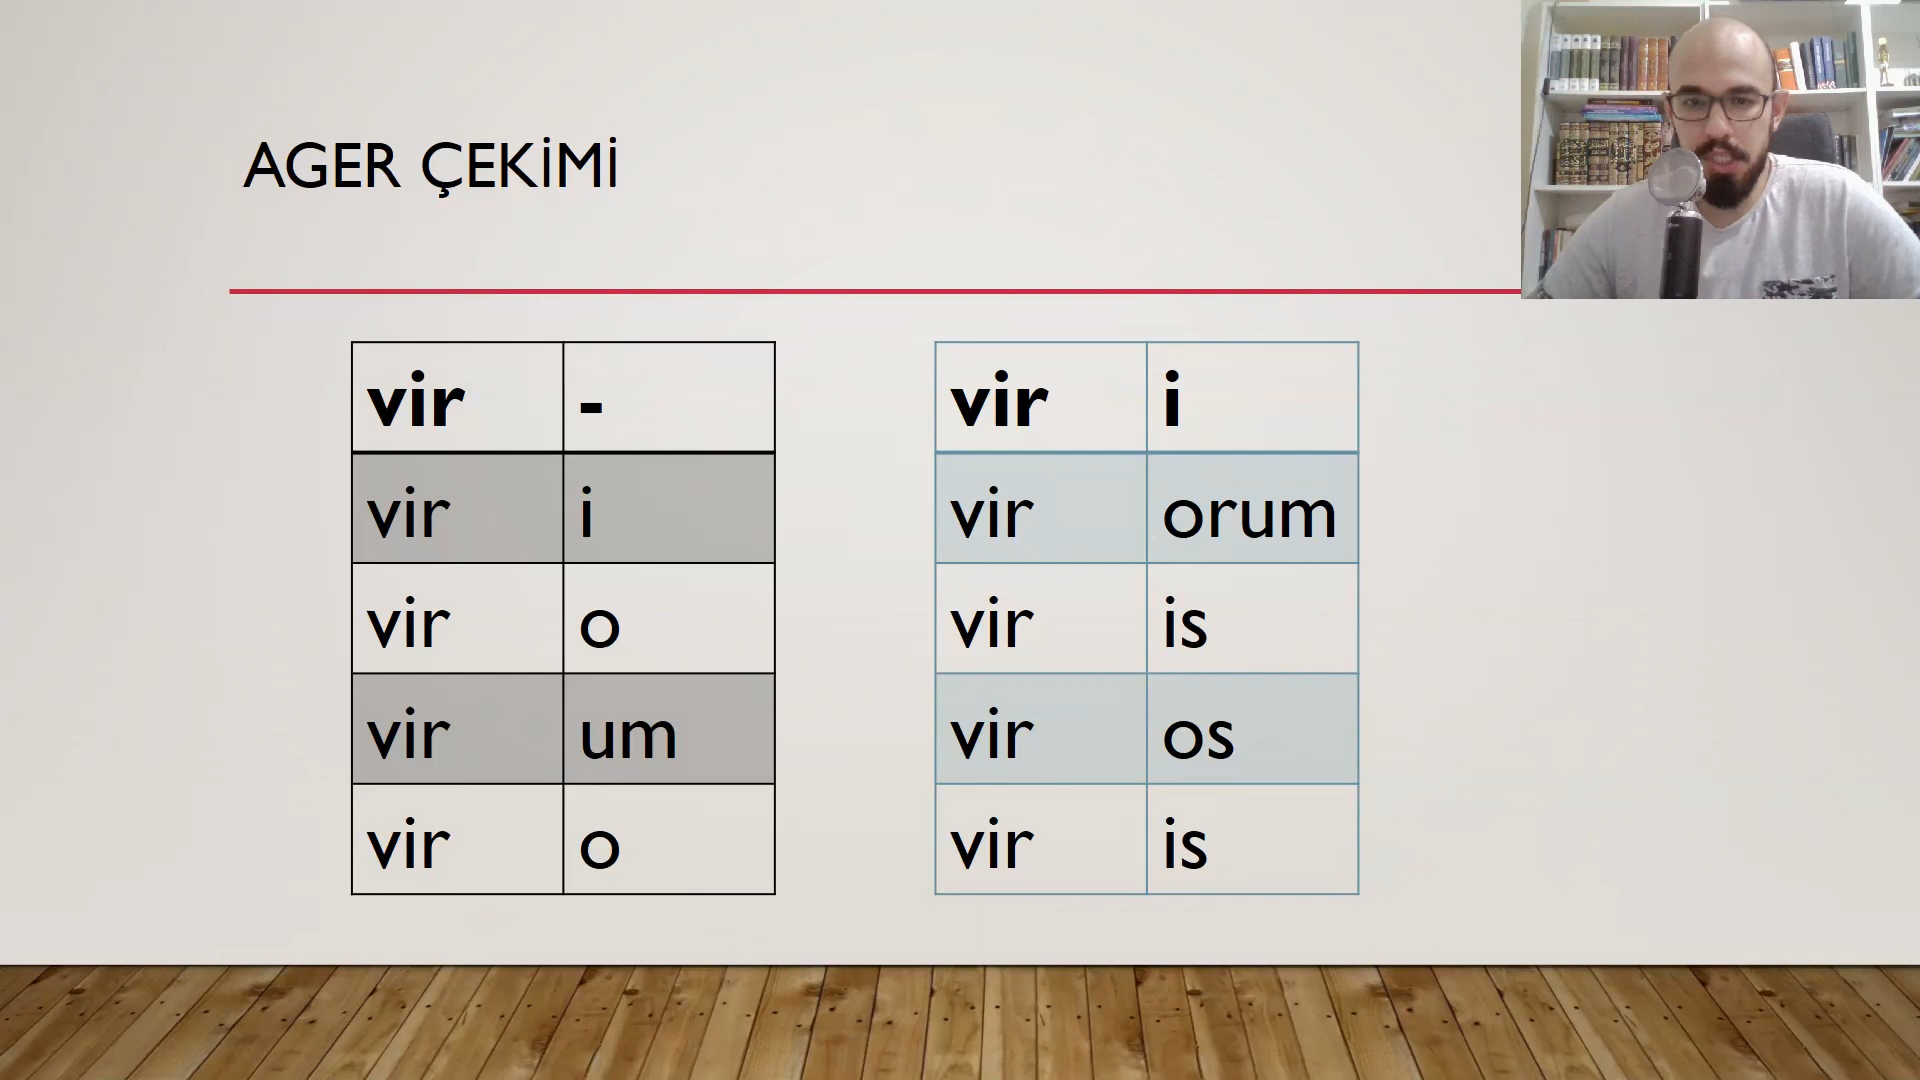 AGER ÇEKİMİ
vir -
vir i
vir o
vir um
vir o
vir i
vir orum
vir is
vir os
vir is